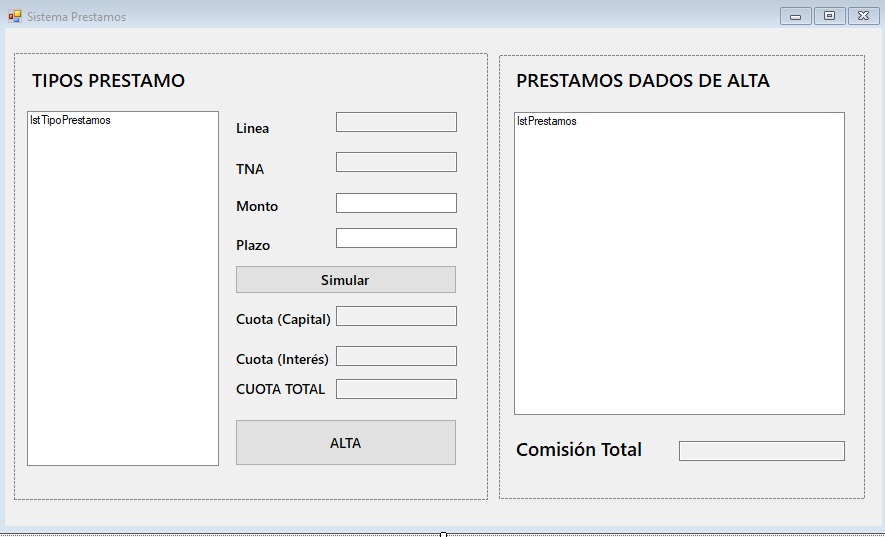 Sistema Prestamos
TIPOS PRESTAMO
lstTipoPrestamos
Linea
TNA
Monto
Plazo
Simular
Cuota (Capital)
Cuota (Interés)
CUOTA TOTAL
ALTA
PRESTAMOS DADOS DE ALTA
lstPrestamos
Comisión Total